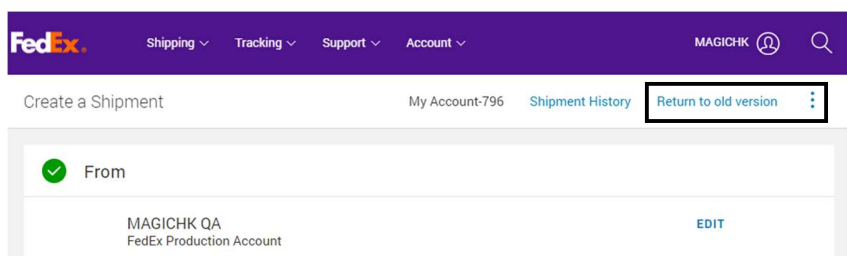 FedEx. Shipping Tracking Support Account MAGICHK
Create a Shipment My Account-796 Shipment History Return to old version
From
MAGICHK QA EDIT
FedEx Production Account